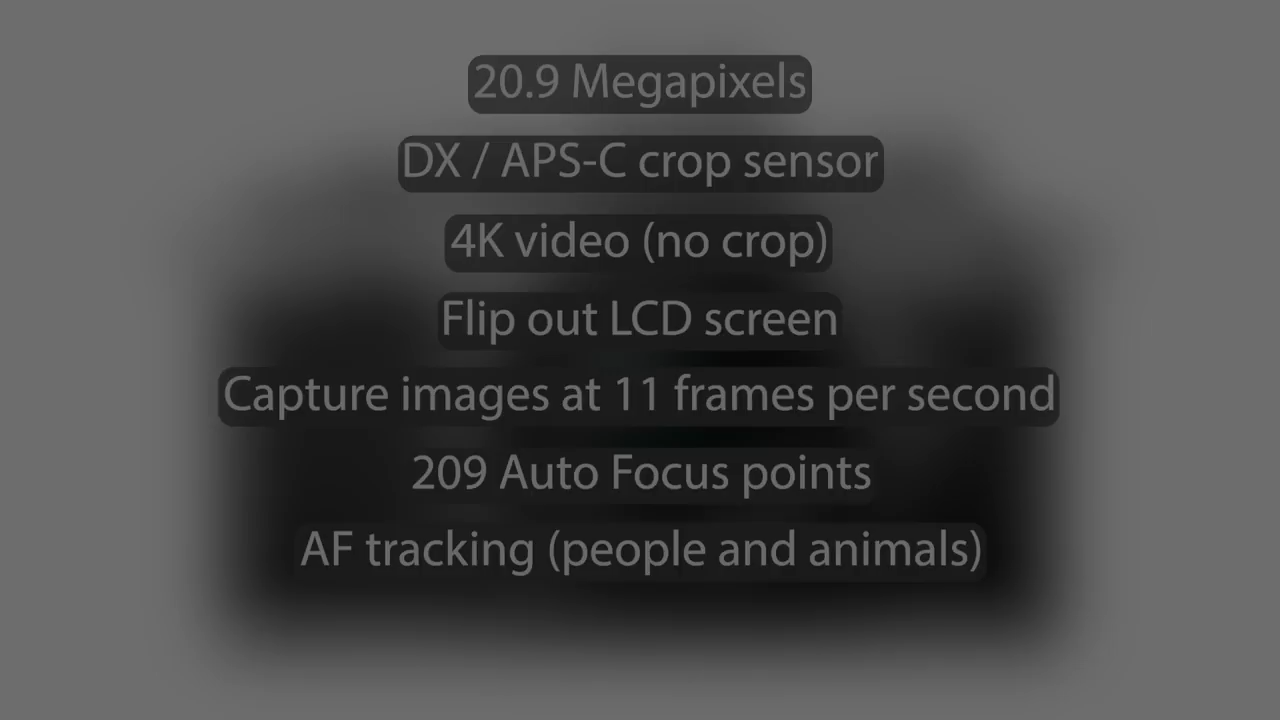 20.9 Megapixels
DX / APS-C crop sensor
4K video (no crop)
Flip out LCD screen
Capture images at 11 frames per second
209 Auto Focus points
AF tracking (people and animals)